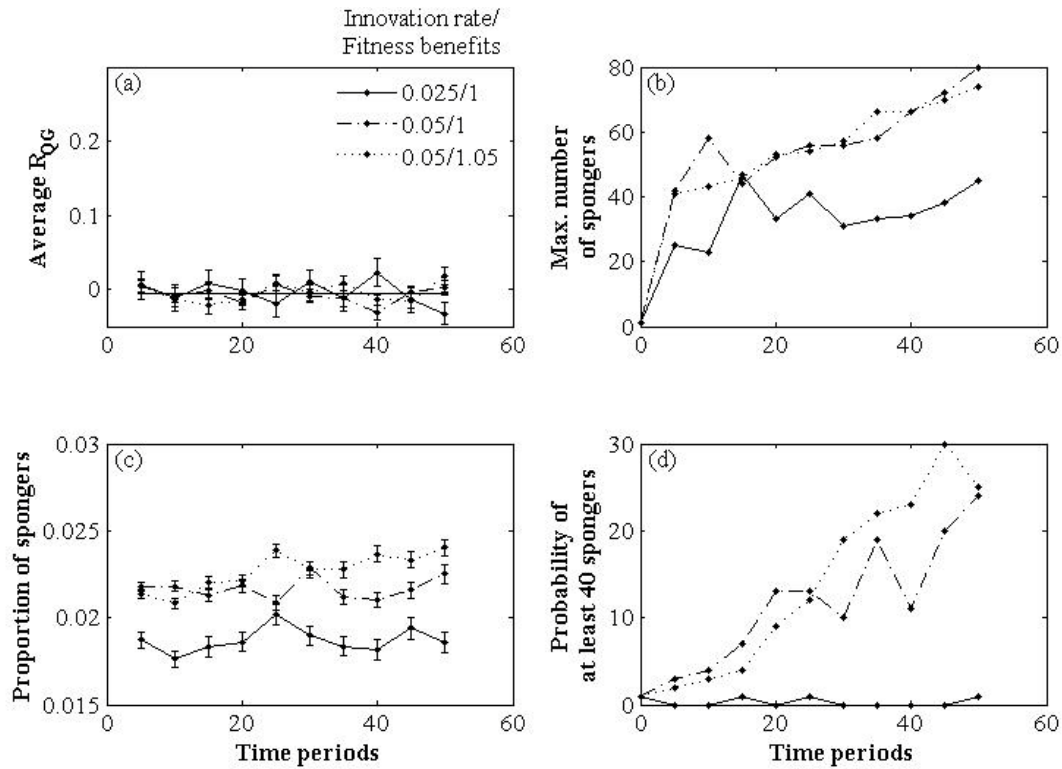 Innovation rate/
Fitness benefits
(a)
0.025/1
0.05/1
0.05/1.05
0.2
0.1
0
0
20
40
60
Average R_QG
(b)
80
60
40
20
0
0
20
40
60
Max. number
of spongers
(c)
0.03
0.025
0.02
0.015
0
20
40
60
Proportion of spongers
Time periods
(d)
30
20
10
0
0
20
40
60
Probability of
at least 40 spongers
Time periods